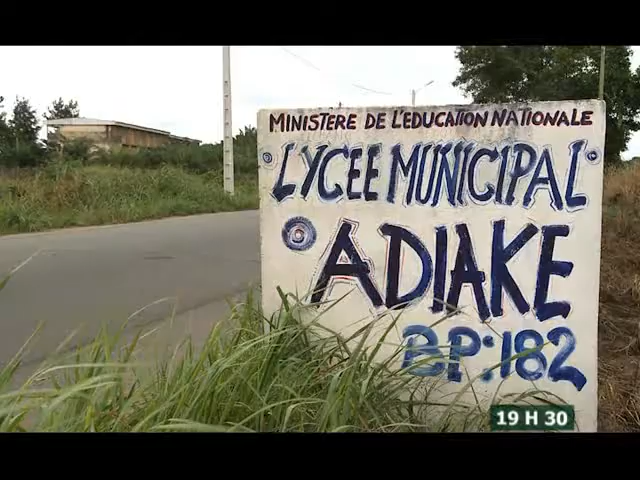 MINISTERE DE L'EDUCATION NATIONALE
LYCEE MUNICIPAL
ADIAKE
BP:182
19 H 30